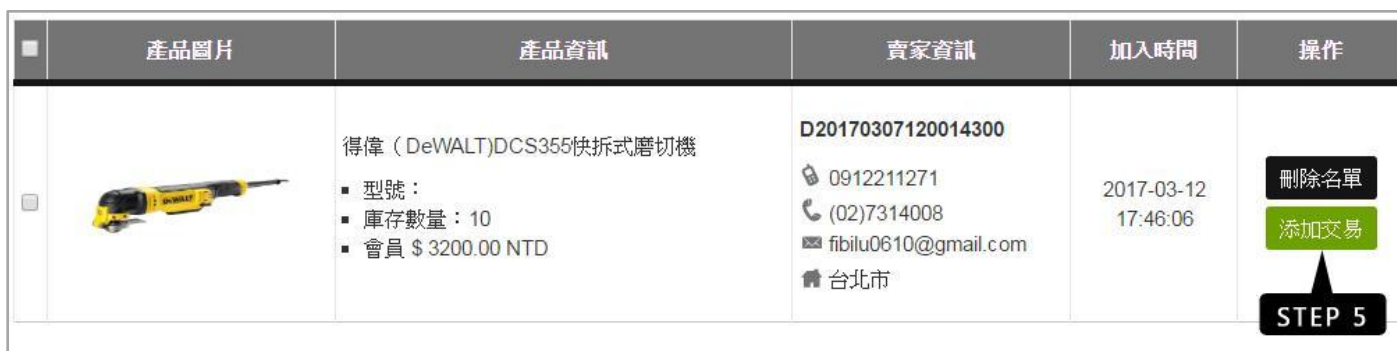 產品圖片 產品資訊 賣家資訊 加入時間 操作
得偉（DeWALT)DCS355快拆式磨切機
▪ 型號：
▪ 庫存數量：10
▪ 會員 $ 3200.00 NTD
DEWALT
D20170307120014300
0912211271
(02)7314008
fibilu0610@gmail.com
台北市
2017-03-12
17:46:06
刪除名單
添加交易
STEP 5